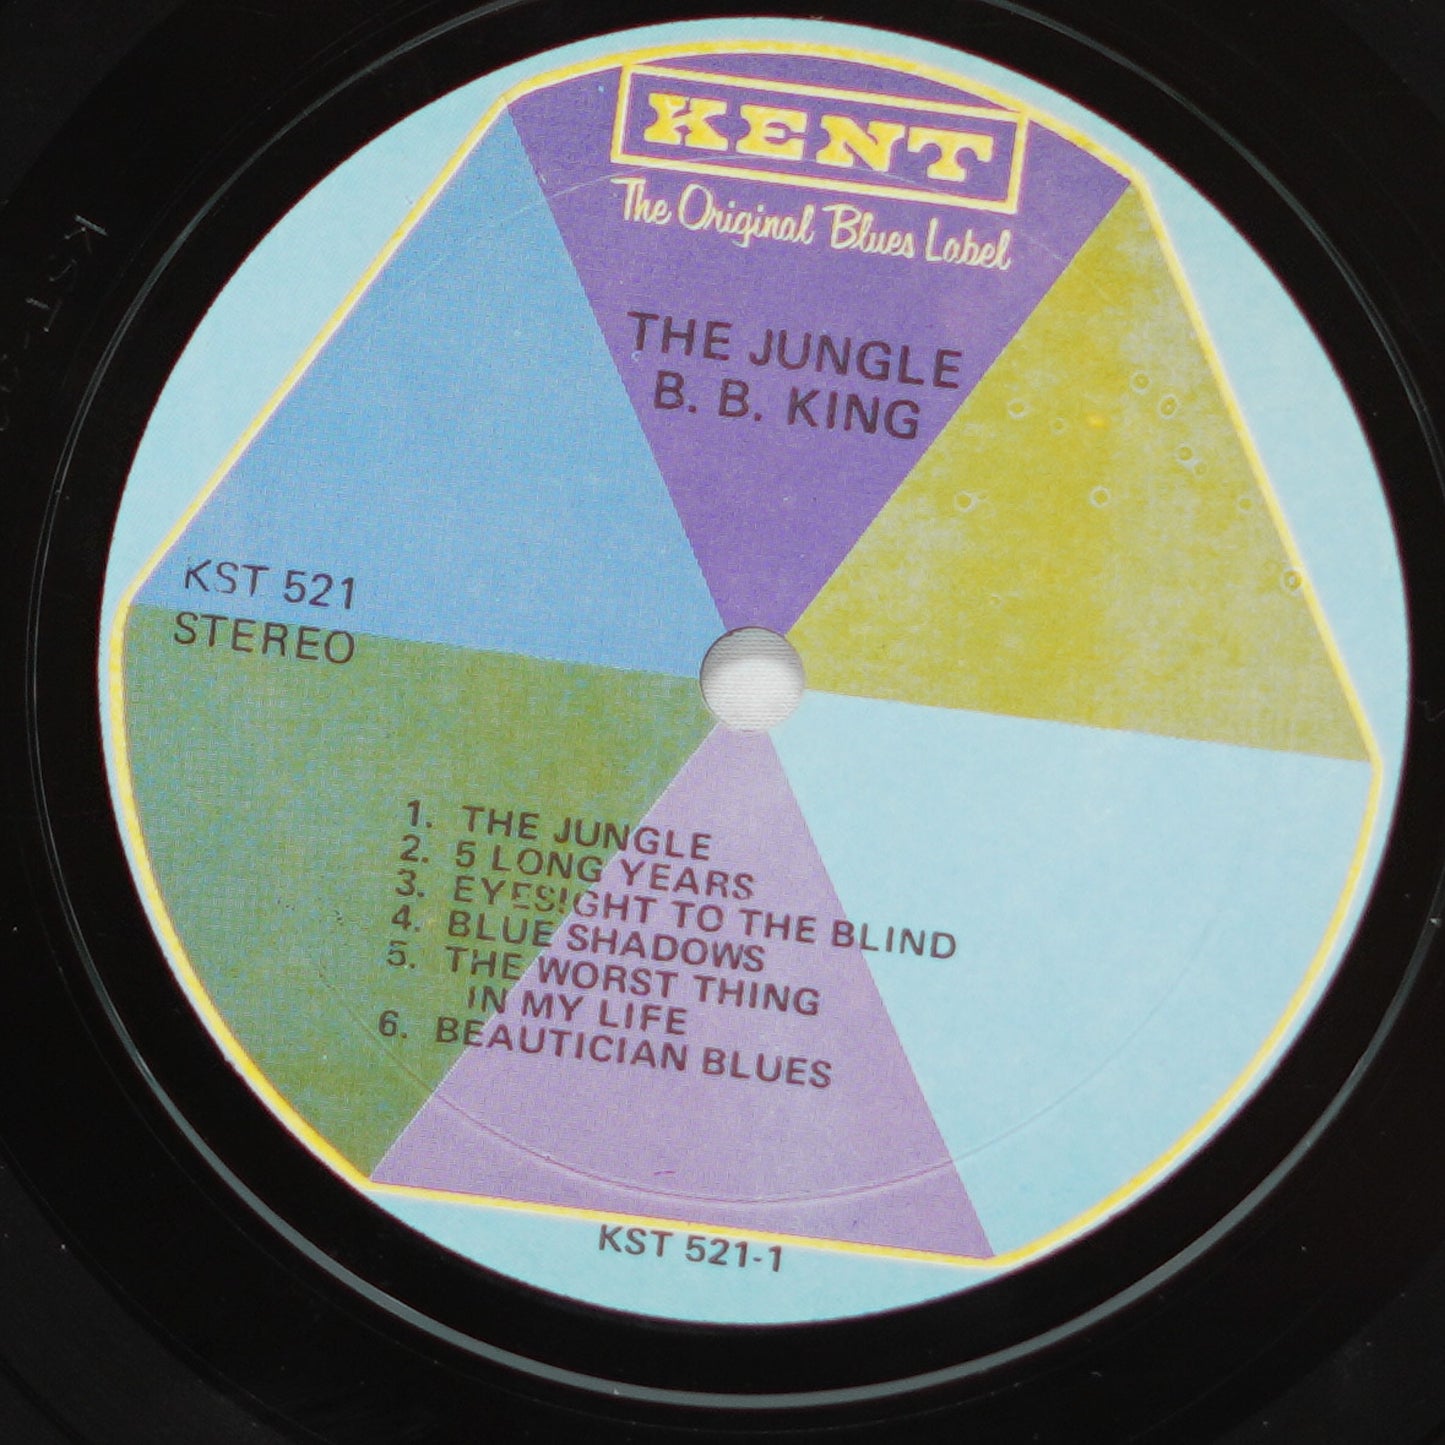 KENT
The Original Blues Label
THE JUNGLE
B. B. KING
KST 521
STEREO
1. THE JUNGLE
2. 5 LONG YEARS
3. EYESIGHT TO THE BLIND
4. BLUE SHADOWS
5. THE WORST THING
IN MY LIFE
6. BEAUTICIAN BLUES
KST 521-1